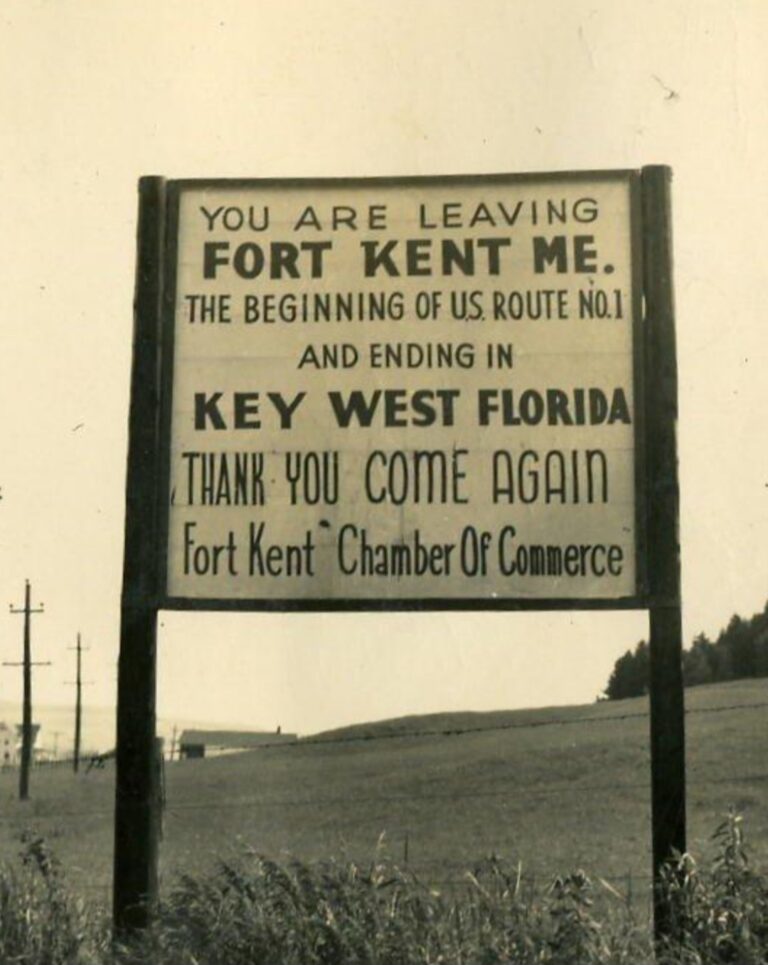 YOU ARE LEAVING
FORT KENT ME.
THE BEGINNING OF U.S. ROUTE NO.1
AND ENDING IN
KEY WEST FLORIDA
THANK YOU COME AGAIN
Fort Kent Chamber Of Commerce